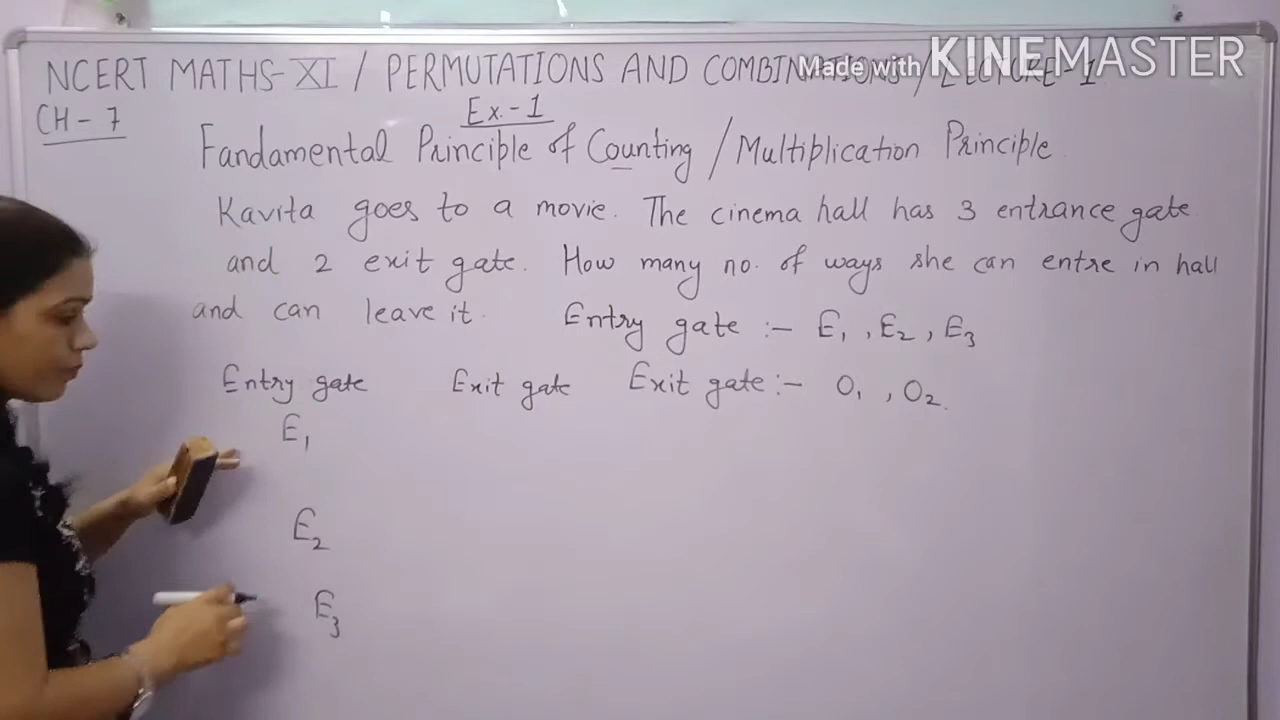 NCERT MATHS-XI / PERMUTATIONS AND COMBINATIONS / LECTURE-1
Made with KINEMASTER
CH-7
Ex.-1
Fandamental Principle of Counting / Multiplication Principle
Kavita goes to a movie. The cinema hall has 3 entrance gate
and 2 exit gate. How many no. of ways she can entre in hall
and can leave it.
Entry gate :- E1, E2, E3
Entry gate Exit gate
Exit gate :- O1, O2.
E1
E2
E3